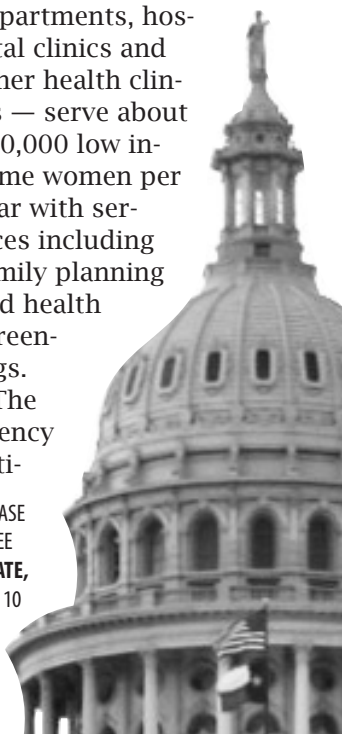 partments, hos-
tal clinics and
her health clin-
s — serve about
0,000 low in-
me women per
ar with ser-
ces including
mily planning
d health
reen-
gs.
The
ency
ti-
ASE
EE
ATE,
10